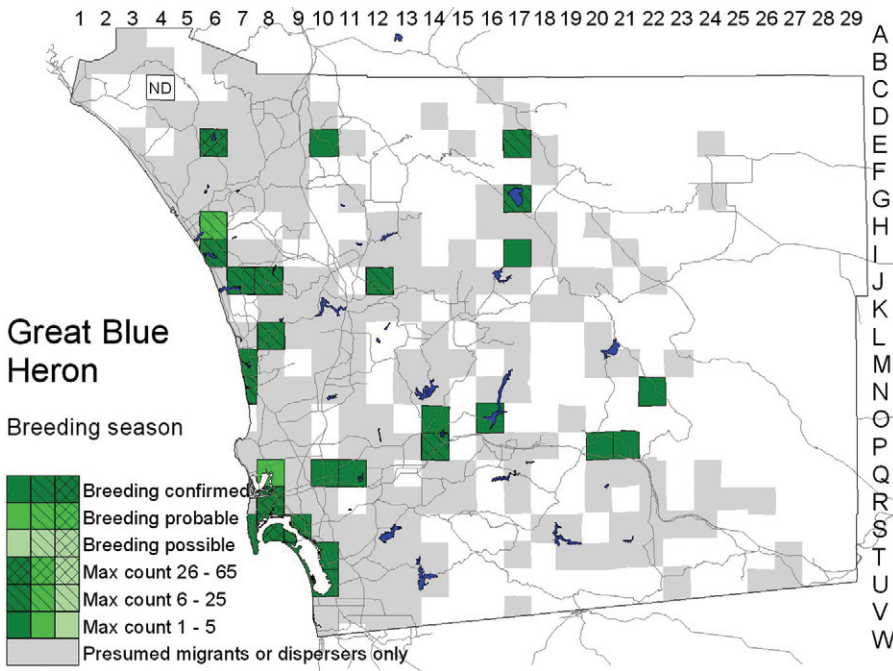 1 2 3 4 5 6 7 8 9 10 11 12 13 14 15 16 17 18 19 20 21 22 23 24 25 26 27 28 29
A
B
C
D
E
F
G
H
I
J
K
L
M
N
O
P
Q
R
S
T
U
V
W
ND
Great Blue
Heron
Breeding season
Breeding confirmed
Breeding probable
Breeding possible
Max count 26 - 65
Max count 6 - 25
Max count 1 - 5
Presumed migrants or dispersers only